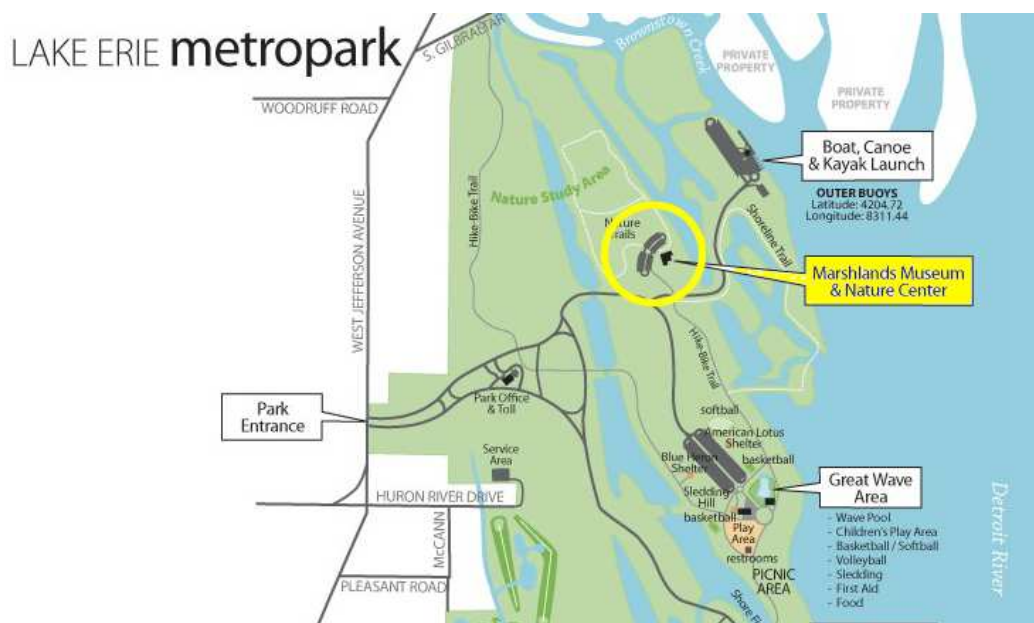 LAKE ERIE metropark
S. GILBRALTAR
Brownstown Creek
PRIVATE
PROPERTY
PRIVATE
PROPERTY
WOODRUFF ROAD
Boat, Canoe
& Kayak Launch
OUTER BUOYS
Latitude: 4204.72
Longitude: 8311.44
Nature Study Area
Hike-Bike Trail
Nature
Trails
Shoreline Trail
WEST JEFFERSON AVENUE
Marshlands Museum
& Nature Center
Hike-Bike Trail
Park Office
& Toll
Park
Entrance
softball
American Lotus
Shelter
Blue Heron
Shelter
basketball
Service
Area
Sledding
Hill
Great Wave
Area
HURON RIVER DRIVE
basketball
Play
Area
- Wave Pool
- Children's Play Area
- Basketball / Softball
- Volleyball
- Sledding
- First Aid
- Food
McCANN
restrooms
PICNIC
AREA
PLEASANT ROAD
Detroit River
Shore